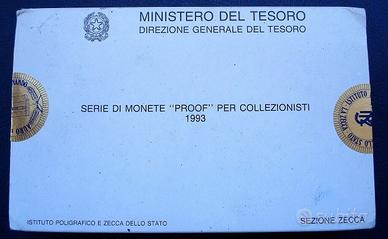 MINISTERO DEL TESORO
DIREZIONE GENERALE DEL TESORO
SERIE DI MONETE "PROOF" PER COLLEZIONISTI
1993
ISTITUTO POLIGRAFICO E ZECCA DELLO STATO
SEZIONE ZECCA